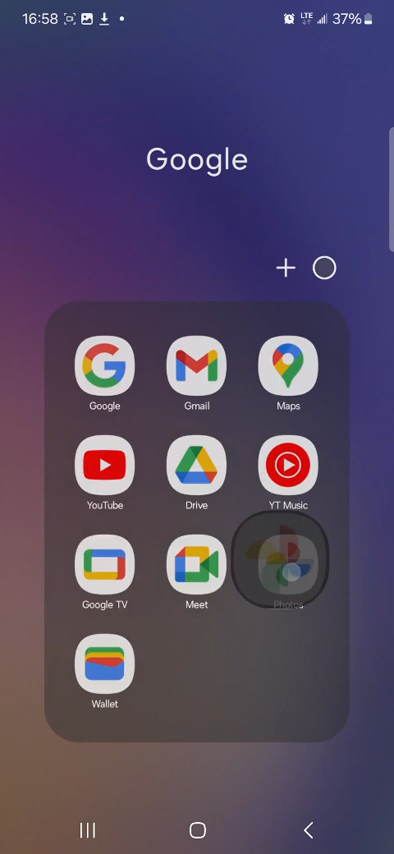 16:58
LTE
37%
Google
Google
Gmail
Maps
YouTube
Drive
YT Music
Google TV
Meet
Photos
Wallet